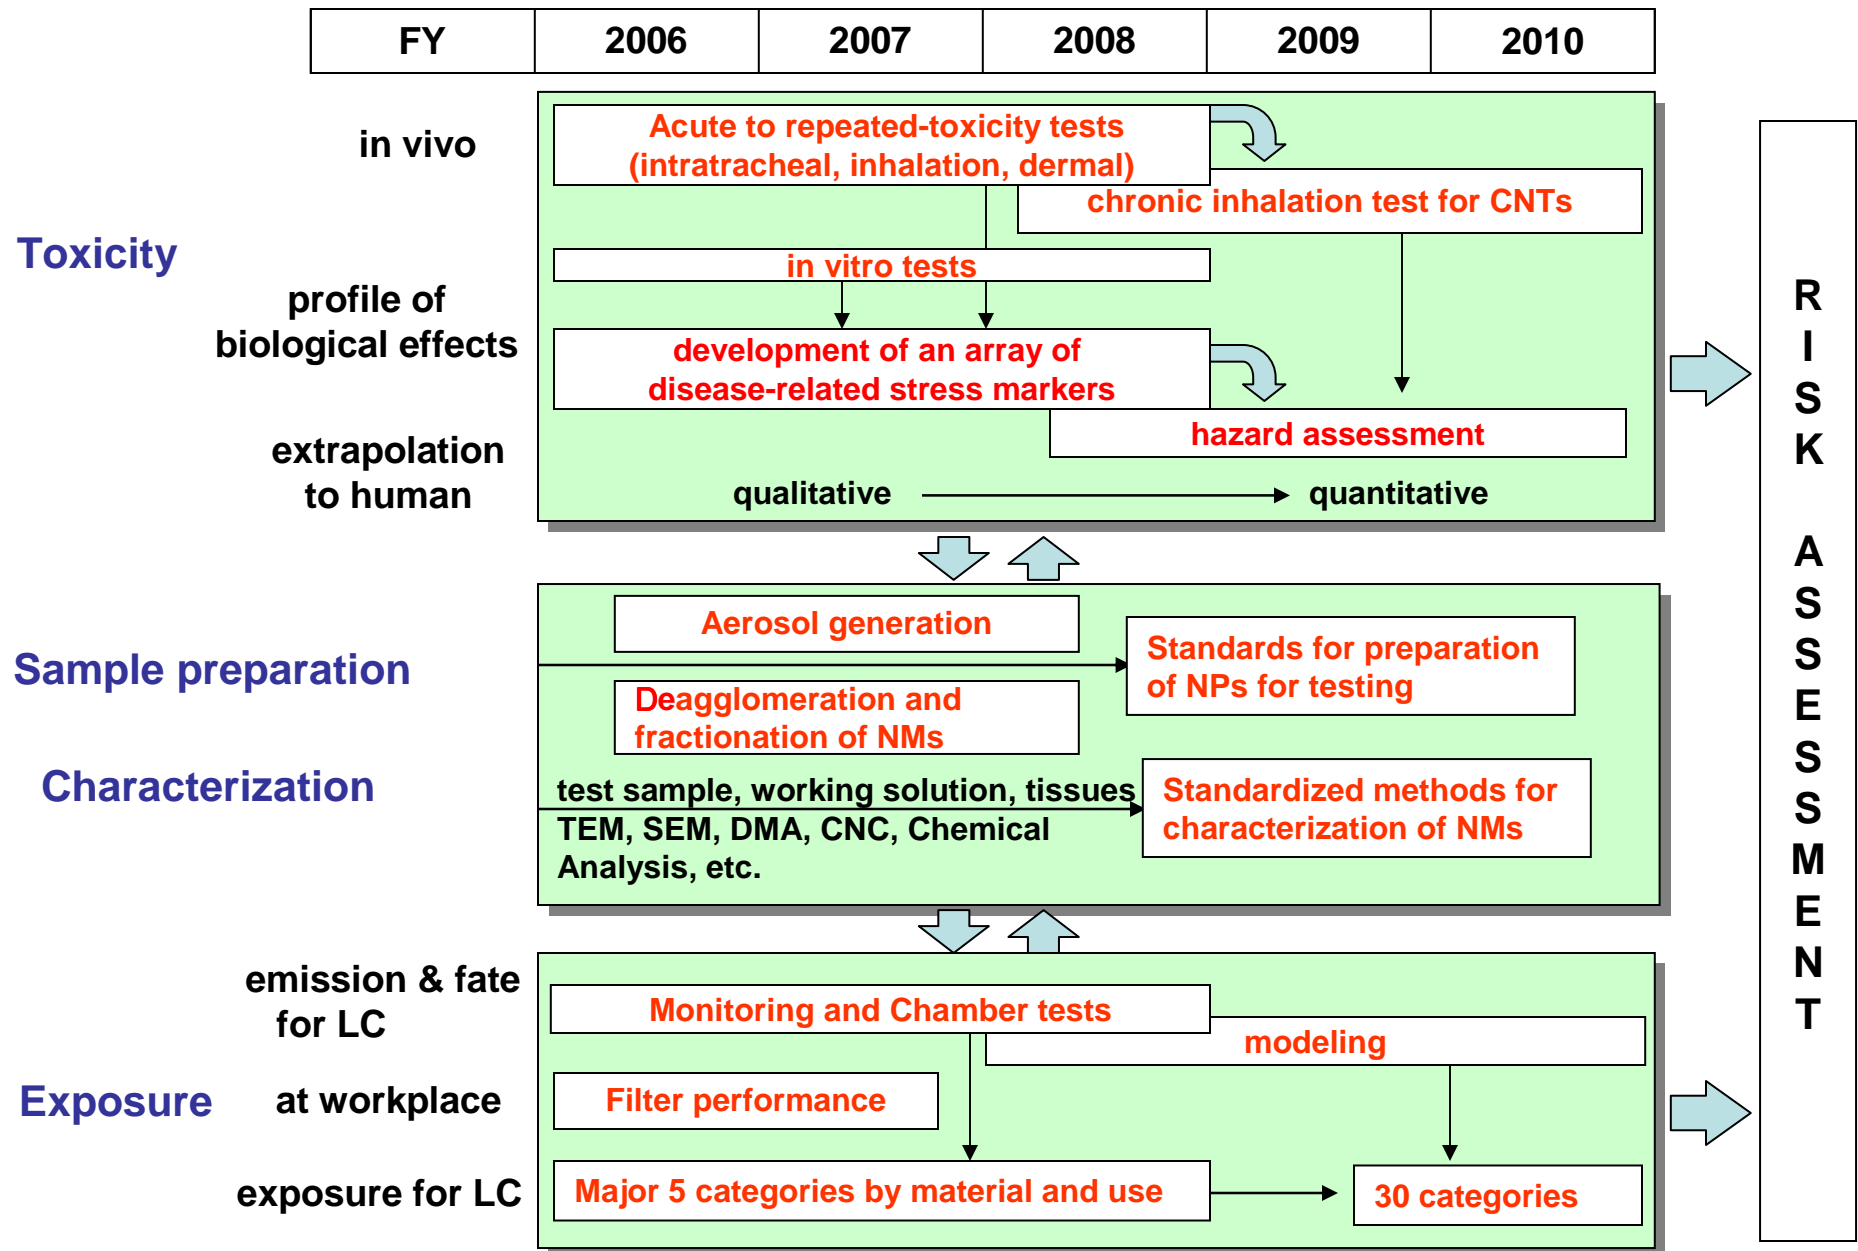 FY 2006 2007 2008 2009 2010
Toxicity
in vivo
profile of
biological effects
extrapolation
to human
Acute to repeated-toxicity tests
(intratracheal, inhalation, dermal)
chronic inhalation test for CNTs
in vitro tests
development of an array of
disease-related stress markers
hazard assessment
qualitative
quantitative
Sample preparation
Aerosol generation
Deagglomeration and
fractionation of NMs
Standards for preparation
of NPs for testing
Characterization
test sample, working solution, tissues
TEM, SEM, DMA, CNC, Chemical
Analysis, etc.
Standardized methods for
characterization of NMs
Exposure
emission & fate
for LC
at workplace
exposure for LC
Monitoring and Chamber tests
modeling
Filter performance
Major 5 categories by material and use
30 categories
RISK ASSESSMENT